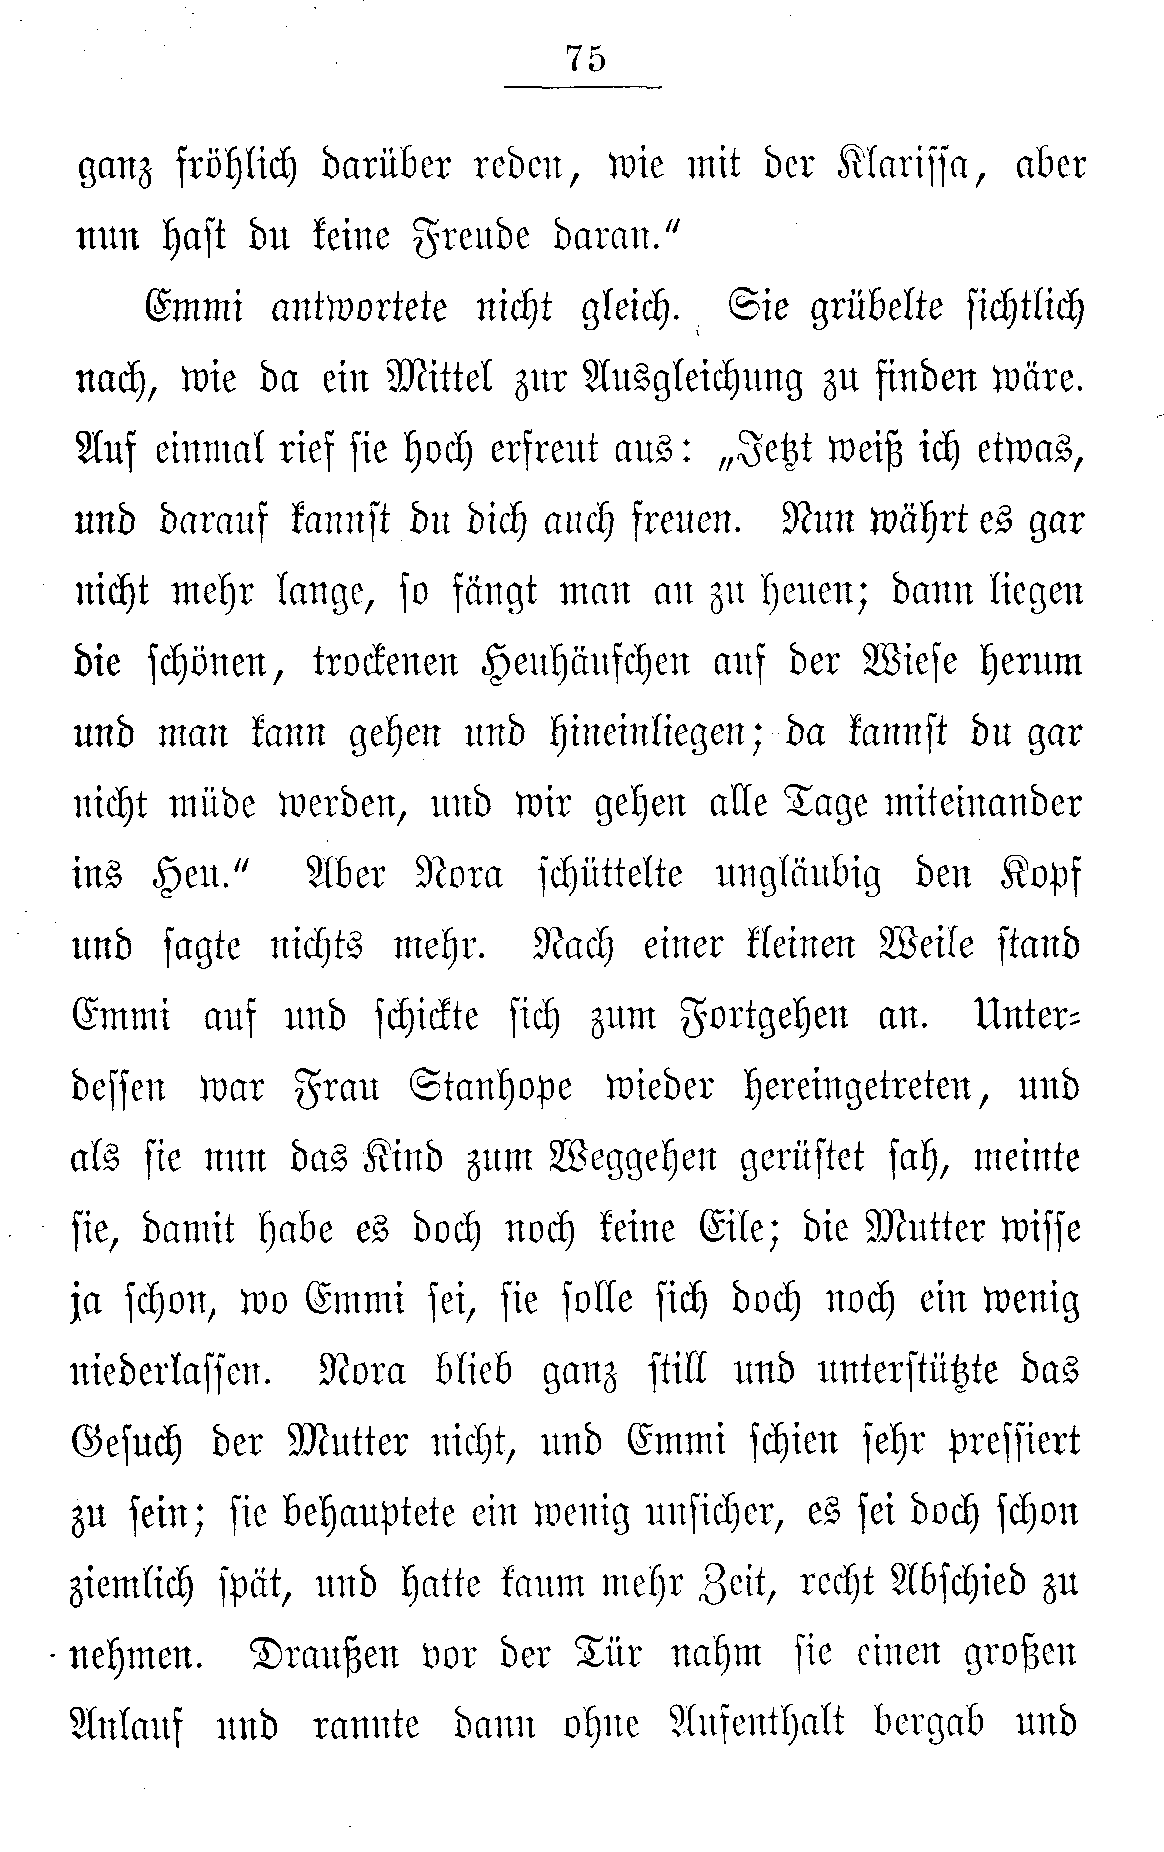 75
ganz fröhlich darüber reden, wie mit der Klarissa, aber
nun hast du keine Freude daran."
Emmi antwortete nicht gleich. Sie grübelte sichtlich
nach, wie da ein Mittel zur Ausgleichung zu finden wäre.
Auf einmal rief sie hoch erfreut aus: „Jetzt weiß ich etwas,
und darauf kannst du dich auch freuen. Nun währt es gar
nicht mehr lange, so fängt man an zu heuen; dann liegen
die schönen, trockenen Heuhäufchen auf der Wiese herum
und man kann gehen und hineinliegen; da kannst du gar
nicht müde werden, und wir gehen alle Tage miteinander
ins Heu." Aber Nora schüttelte ungläubig den Kopf
und sagte nichts mehr. Nach einer kleinen Weile stand
Emmi auf und schickte sich zum Fortgehen an. Unter-
dessen war Frau Stanhope wieder hereingetreten, und
als sie nun das Kind zum Weggehen gerüstet sah, meinte
sie, damit habe es doch noch keine Eile; die Mutter wisse
ja schon, wo Emmi sei, sie solle sich doch noch ein wenig
niederlassen. Nora blieb ganz still und unterstützte das
Gesuch der Mutter nicht, und Emmi schien sehr pressiert
zu sein; sie behauptete ein wenig unsicher, es sei doch schon
ziemlich spät, und hatte kaum mehr Zeit, recht Abschied zu
nehmen. Draußen vor der Tür nahm sie einen großen
Anlauf und rannte dann ohne Aufenthalt bergab und